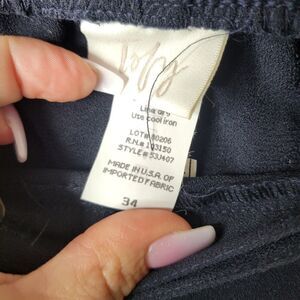 Line dry
Use cool iron
LOT# 80206
R.N.# 103150
STYLE# 53J407
MADE IN U.S.A. OF
IMPORTED FABRIC
34